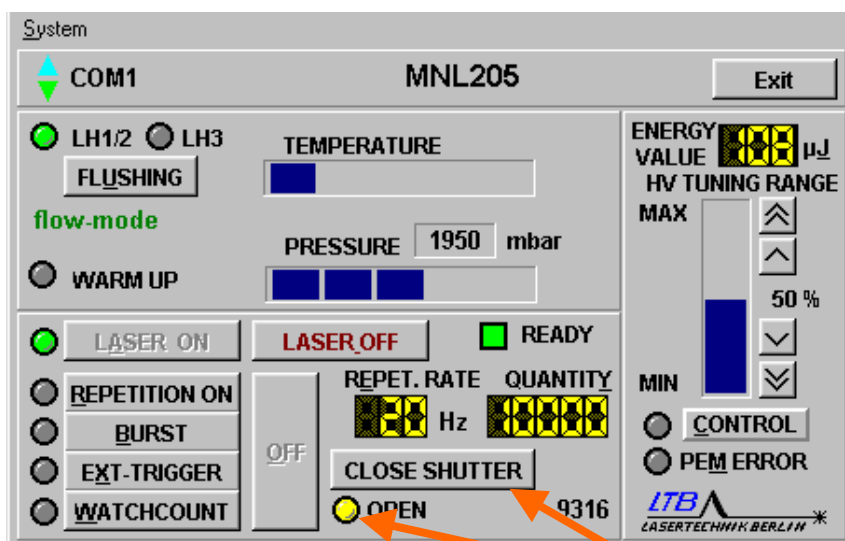 System
COM1 MNL205 Exit
LH1/2 LH3
FLUSHING
flow-mode
WARM UP
TEMPERATURE
PRESSURE 1950 mbar
ENERGY
VALUE µJ
HV TUNING RANGE
MAX
50 %
MIN
CONTROL
PEM ERROR
LTB
LASERTECHNIK BERLIN
LASER ON LASER OFF READY
REPETITION ON
BURST
EXT-TRIGGER
WATCHCOUNT
OFF
REPET. RATE QUANTITY
20 Hz
CLOSE SHUTTER
OPEN 9316